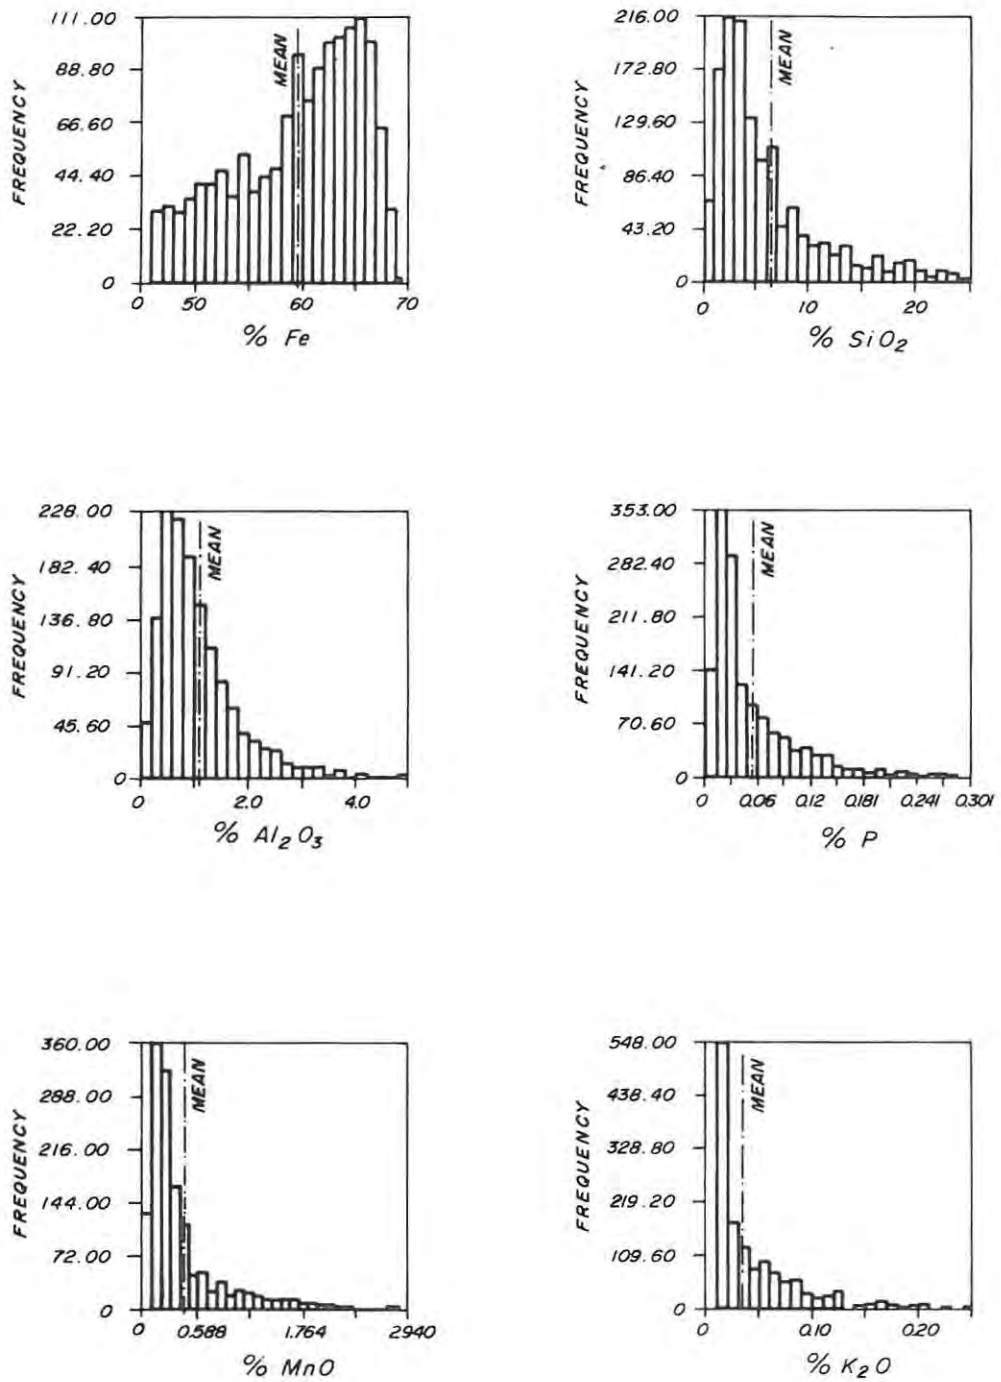 111.00
88.80
66.60
44.40
22.20
0
FREQUENCY
MEAN
0 50 60 70
% Fe
216.00
172.80
129.60
86.40
43.20
0
FREQUENCY
MEAN
0 10 20
% SiO2
228.00
182.40
136.80
91.20
45.60
0
FREQUENCY
MEAN
0 2.0 4.0
% Al2O3
353.00
282.40
211.80
141.20
70.60
0
FREQUENCY
MEAN
0 0.06 0.12 0.181 0.241 0.301
% P
360.00
298.00
216.00
144.00
72.00
0
FREQUENCY
MEAN
0 0.588 1.764 2940
% MnO
548.00
438.40
328.80
219.20
109.60
0
FREQUENCY
MEAN
0 0.10 0.20
% K2O